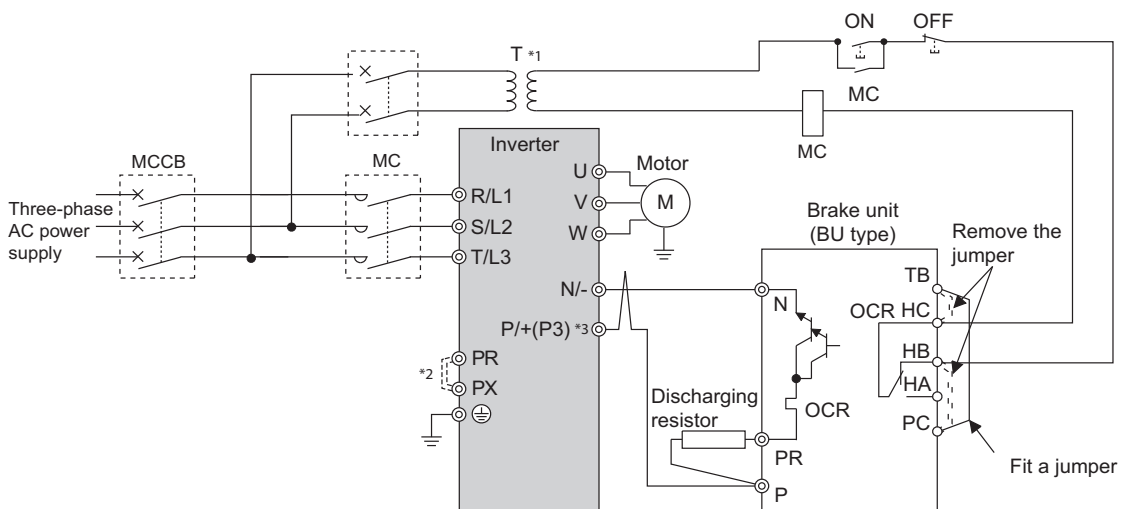 ON
OFF
T *1
MC
MC
MCCB
MC
Inverter
Three-phase
AC power
supply
R/L1
S/L2
T/L3
U
V
W
Motor
M
N/-
P/+(P3) *3
PR
PX
*2
Brake unit
(BU type)
Remove the
jumper
TB
OCR HC
HB
HA
PC
N
OCR
Discharging
resistor
PR
P
Fit a jumper